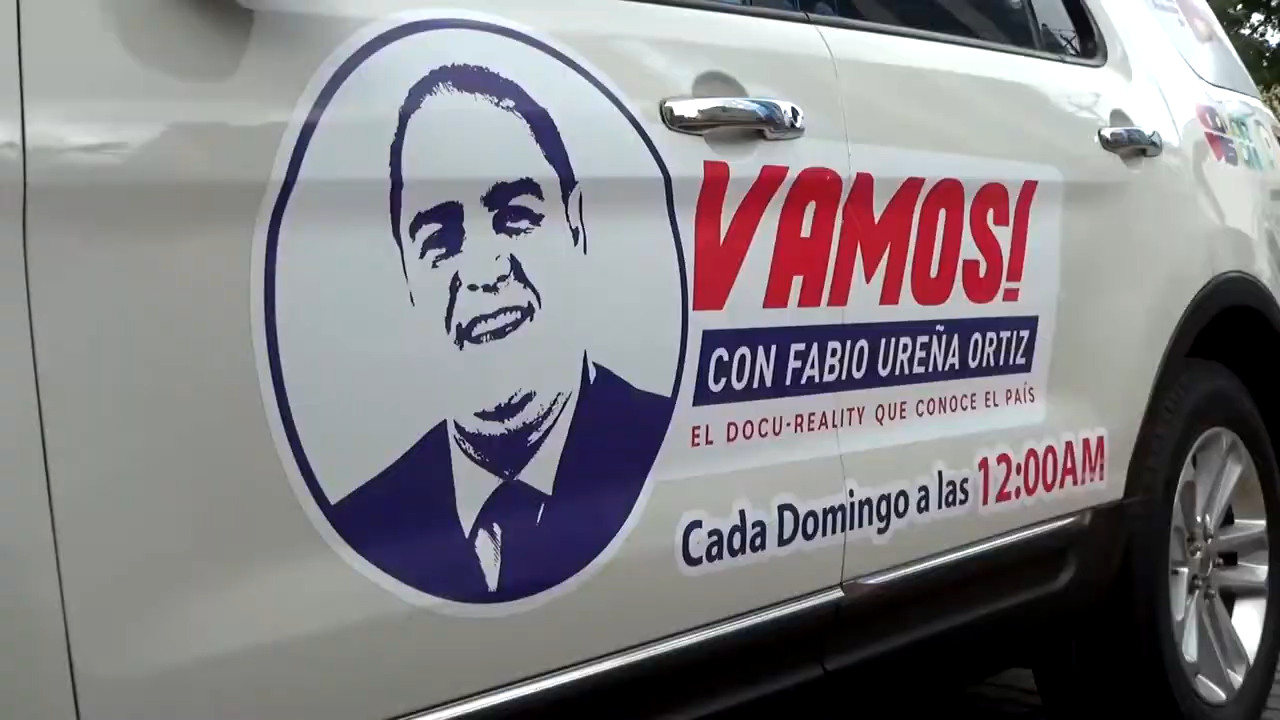 VAMOS!
CON FABIO UREÑA ORTIZ
EL DOCU-REALITY QUE CONOCE EL PAÍS
Cada Domingo a las 12:00AM